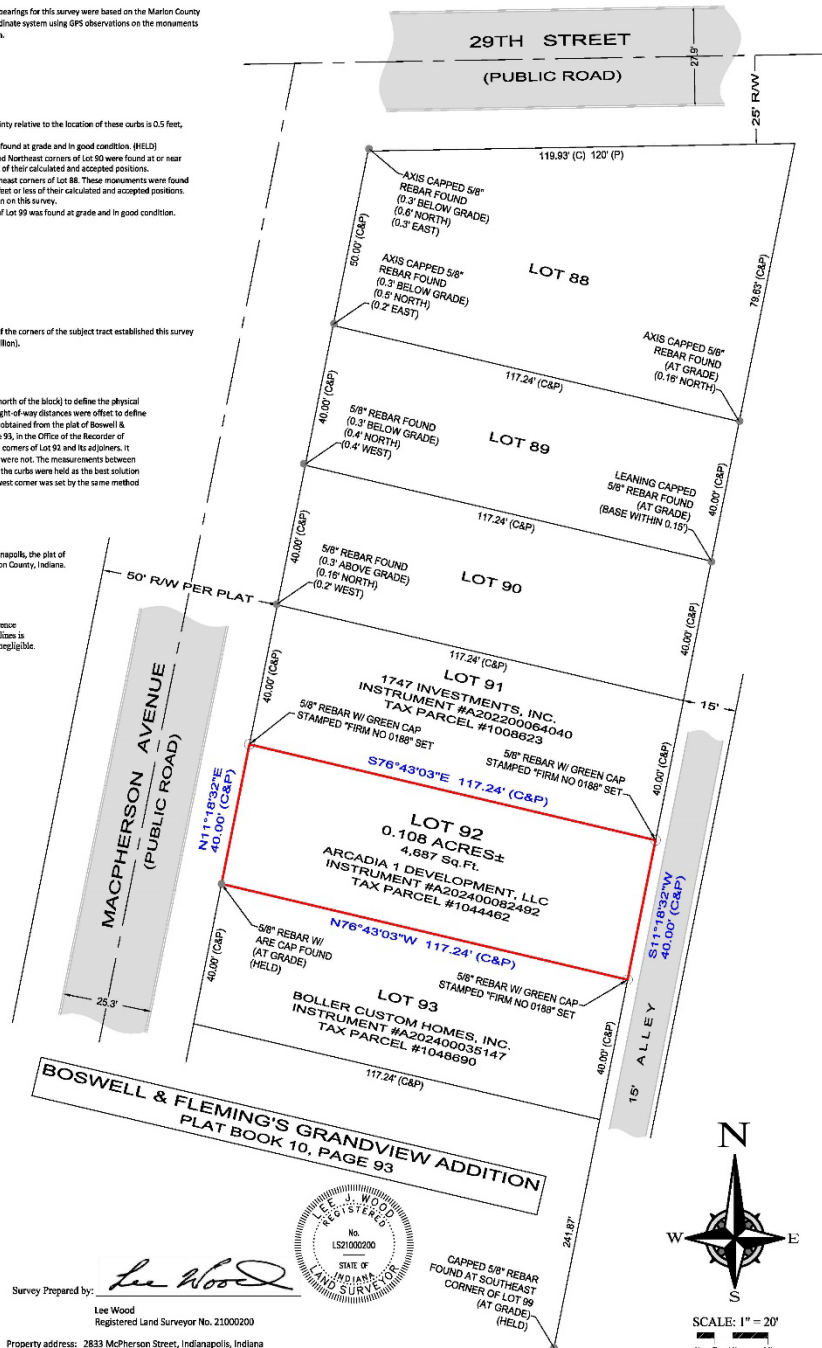 bearings for this survey were based on the Marion County
dinate system using GPS observations on the monuments
inty relative to the location of these curbs is 0.5 feet,
found at grade and in good condition. (HELD)
d Northeast corners of Lot 90 were found at or near
of their calculated and accepted positions.
heast corners of Lot 88. These monuments were found
feet or less of their calculated and accepted positions.
n on this survey.
of Lot 99 was found at grade and in good condition.
f the corners of the subject tract established this survey
llion).
north of the block) to define the physical
ght-of-way distances were offset to define
obtained from the plat of Boswell &
e 93, in the Office of the Recorder of
corners of Lot 92 and its adjoiners. It
were not. The measurements between
the curbs were held as the best solution
west corner was set by the same method
napolis, the plat of
on County, Indiana.
ence
lines is
negligible.
29TH STREET
(PUBLIC ROAD)
27.9'
25' R/W
119.93' (C) 120' (P)
AXIS CAPPED 5/8"
REBAR FOUND
(0.3' BELOW GRADE)
(0.6' NORTH)
(0.3' EAST)
50.00' (C&P)
LOT 88
79.63' (C&P)
AXIS CAPPED 5/8"
REBAR FOUND
(0.3' BELOW GRADE)
(0.5' NORTH)
(0.2' EAST)
AXIS CAPPED 5/8"
REBAR FOUND
(AT GRADE)
(0.16' NORTH)
117.24' (C&P)
40.00' (C&P)
5/8" REBAR FOUND
(0.3' BELOW GRADE)
(0.4' NORTH)
(0.4' WEST)
LOT 89
LEANING CAPPED
5/8" REBAR FOUND
(AT GRADE)
(BASE WITHIN 0.15')
40.00' (C&P)
117.24' (C&P)
40.00' (C&P)
5/8" REBAR FOUND
(0.3' ABOVE GRADE)
(0.16' NORTH)
(0.2' WEST)
LOT 90
40.00' (C&P)
50' R/W PER PLAT
117.24' (C&P)
40.00' (C&P)
LOT 91
1747 INVESTMENTS, INC.
INSTRUMENT #A202200064040
TAX PARCEL #1008623
15'
5/8" REBAR W/ GREEN CAP
STAMPED "FIRM NO 0188" SET
5/8" REBAR W/ GREEN CAP
STAMPED "FIRM NO 0188" SET
40.00' (C&P)
S76°43'03"E 117.24' (C&P)
MACPHERSON AVENUE
(PUBLIC ROAD)
N11°18'32"E
40.00' (C&P)
LOT 92
0.108 ACRES±
4,687 Sq.Ft.
ARCADIA 1 DEVELOPMENT, LLC
INSTRUMENT #A202400082492
TAX PARCEL #1044462
S11°18'32"W
40.00' (C&P)
N76°43'03"W 117.24' (C&P)
5/8" REBAR W/
ARE CAP FOUND
(AT GRADE)
(HELD)
5/8" REBAR W/ GREEN CAP
STAMPED "FIRM NO 0188" SET
40.00' (C&P)
25.3'
LOT 93
BOLLER CUSTOM HOMES, INC.
INSTRUMENT #A202400035147
TAX PARCEL #1048690
40.00' (C&P)
15' ALLEY
117.24' (C&P)
BOSWELL & FLEMING'S GRANDVIEW ADDITION
PLAT BOOK 10, PAGE 93
N
W
E
S
241.87'
LEE J. WOOD
REGISTERED
No.
LS21000200
STATE OF
INDIANA
LAND SURVEYOR
CAPPED 5/8" REBAR
FOUND AT SOUTHEAST
CORNER OF LOT 99
(AT GRADE)
(HELD)
Survey Prepared by: Lee Wood
Lee Wood
Registered Land Surveyor No. 21000200
SCALE: 1" = 20'
Property address: 2833 McPherson Street, Indianapolis, Indiana